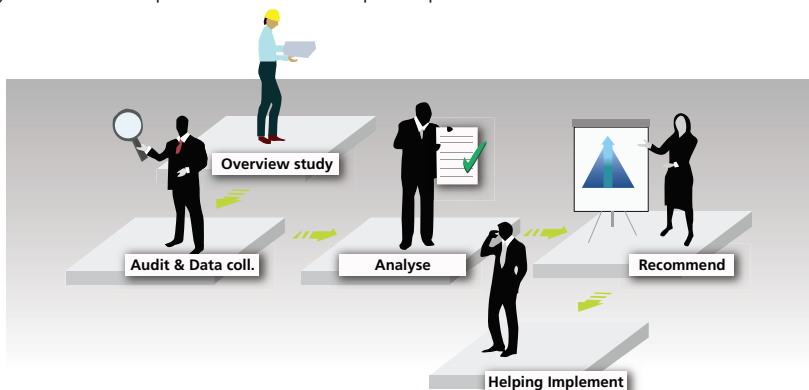 Overview study
Audit & Data coll.
Analyse
Recommend
Helping Implement